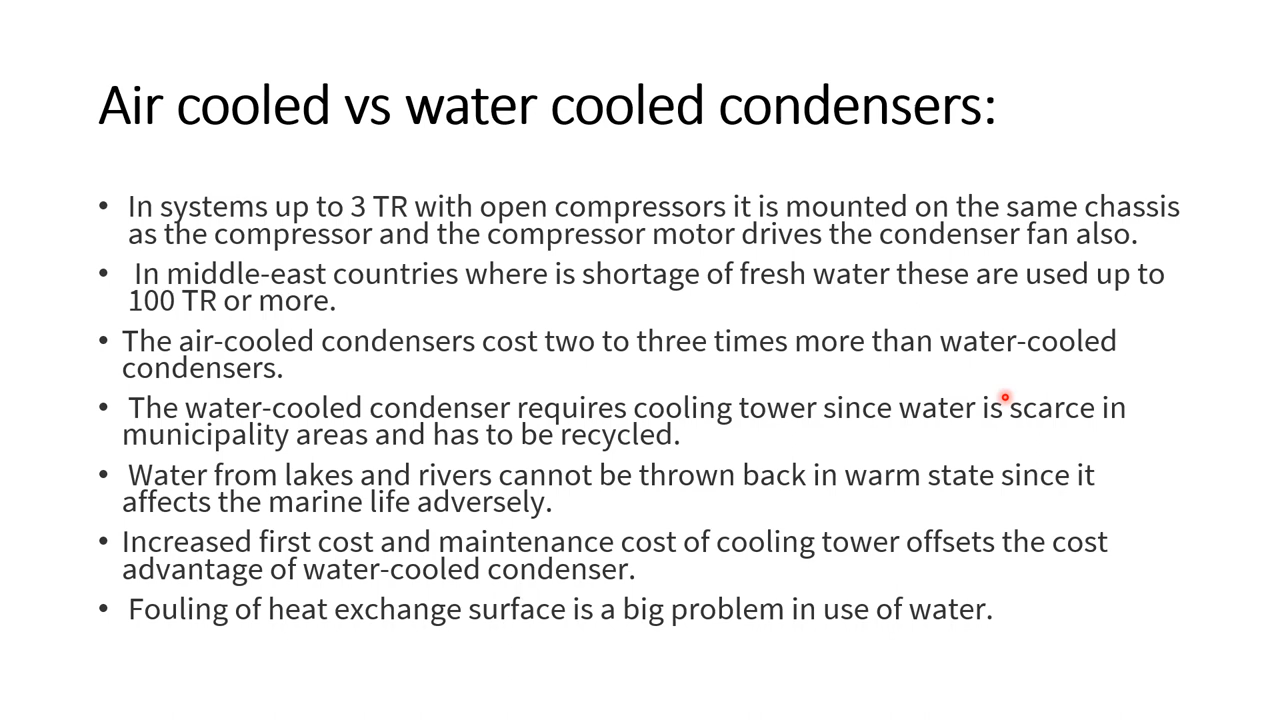 Air cooled vs water cooled condensers:
• In systems up to 3 TR with open compressors it is mounted on the same chassis
as the compressor and the compressor motor drives the condenser fan also.
• In middle-east countries where is shortage of fresh water these are used up to
100 TR or more.
• The air-cooled condensers cost two to three times more than water-cooled
condensers.
• The water-cooled condenser requires cooling tower since water is scarce in
municipality areas and has to be recycled.
• Water from lakes and rivers cannot be thrown back in warm state since it
affects the marine life adversely.
• Increased first cost and maintenance cost of cooling tower offsets the cost
advantage of water-cooled condenser.
• Fouling of heat exchange surface is a big problem in use of water.